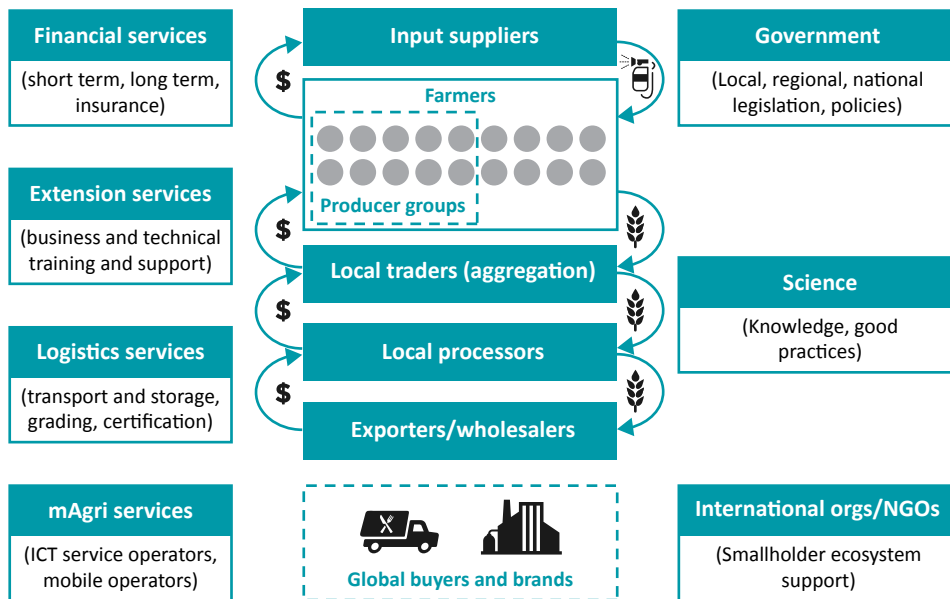 Financial services
(short term, long term,
insurance)
Extension services
(business and technical
training and support)
Logistics services
(transport and storage,
grading, certification)
mAgri services
(ICT service operators,
mobile operators)
Input suppliers
$
Farmers
Producer groups
$
Local traders (aggregation)
$
Local processors
$
Exporters/wholesalers
Global buyers and brands
Government
(Local, regional, national
legislation, policies)
Science
(Knowledge, good
practices)
International orgs/NGOs
(Smallholder ecosystem
support)